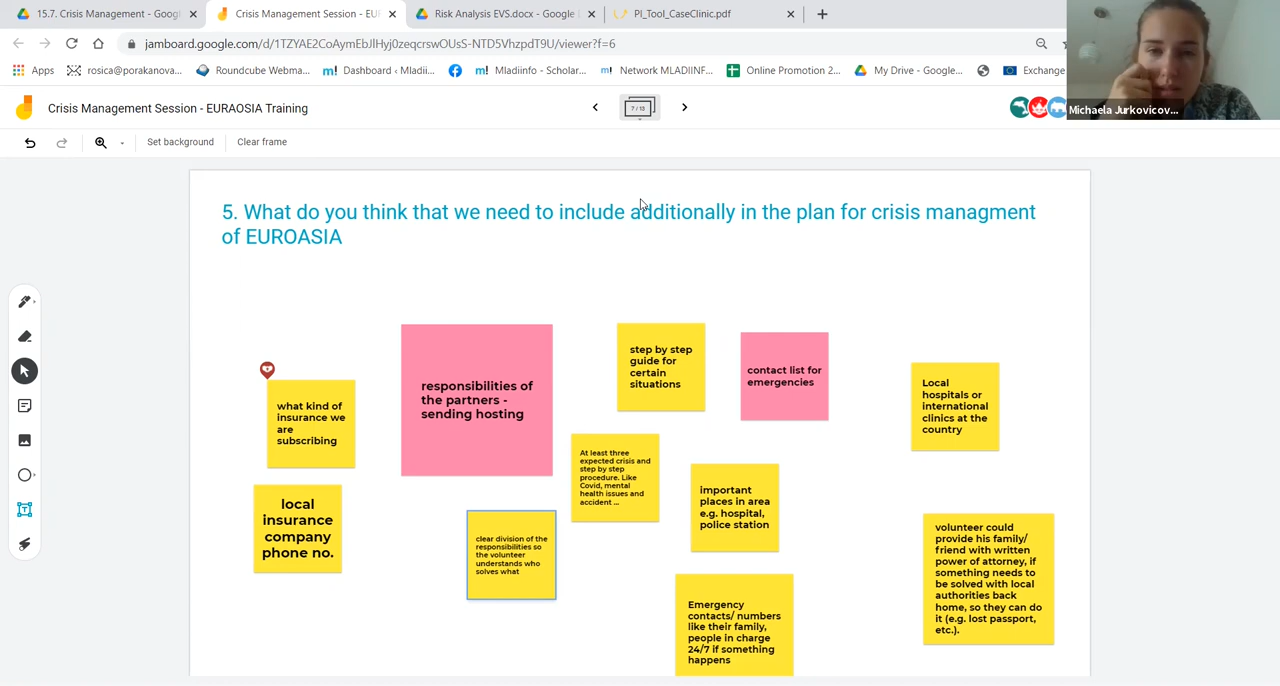 15.7. Crisis Management - Goog
Crisis Management Session - EU
Risk Analysis EVS.docx - Google
PI_Tool_CaseClinic.pdf
jamboard.google.com/d/1TZYAE2CoAymEbJlHyj0zeqcrswOUsS-NTD5VhzpdT9U/viewer?f=6
Apps
rosica@porakanova...
Roundcube Webma...
Dashboard ‹ Mladii...
Mladiinfo - Scholar...
Network MLADIINF...
Online Promotion 2...
My Drive - Google...
Exchange
Crisis Management Session - EURAOSIA Training
7 / 13
Michaela Jurkovicov...
Set background
Clear frame
5. What do you think that we need to include additionally in the plan for crisis managment
of EUROASIA
what kind of
insurance we
are
subscribing
local
insurance
company
phone no.
responsibilities of
the partners -
sending hosting
clear division of the
responsibilities so
the volunteer
understands who
solves what
step by step
guide for
certain
situations
At least three
expected crisis and
step by step
procedure. Like
Covid, mental
health issues and
accident ...
contact list for
emergencies
important
places in area
e.g. hospital,
police station
Emergency
contacts/ numbers
like their family,
people in charge
24/7 if something
happens
Local
hospitals or
international
clinics at the
country
volunteer could
provide his family/
friend with written
power of attorney, if
something needs to
be solved with local
authorities back
home, so they can do
it (e.g. lost passport,
etc.).